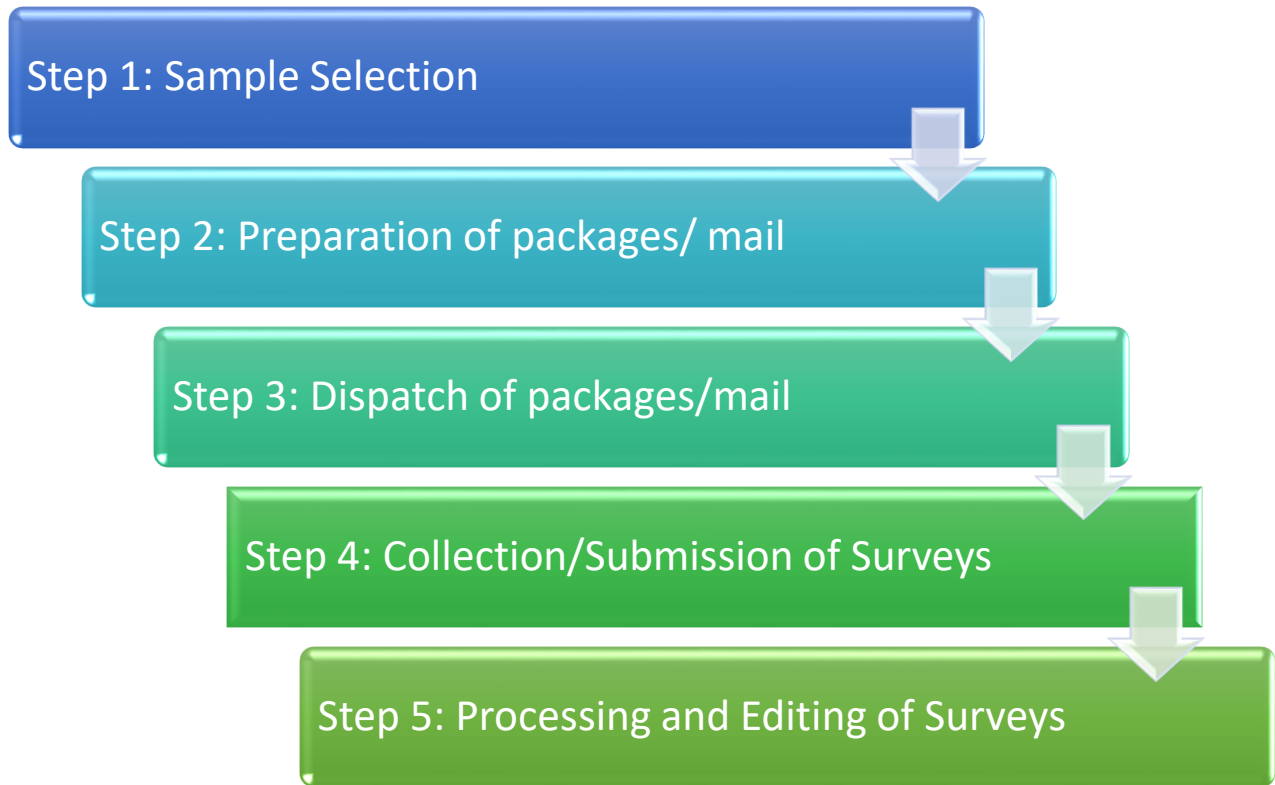 Step 1: Sample Selection
Step 2: Preparation of packages/ mail
Step 3: Dispatch of packages/mail
Step 4: Collection/Submission of Surveys
Step 5: Processing and Editing of Surveys